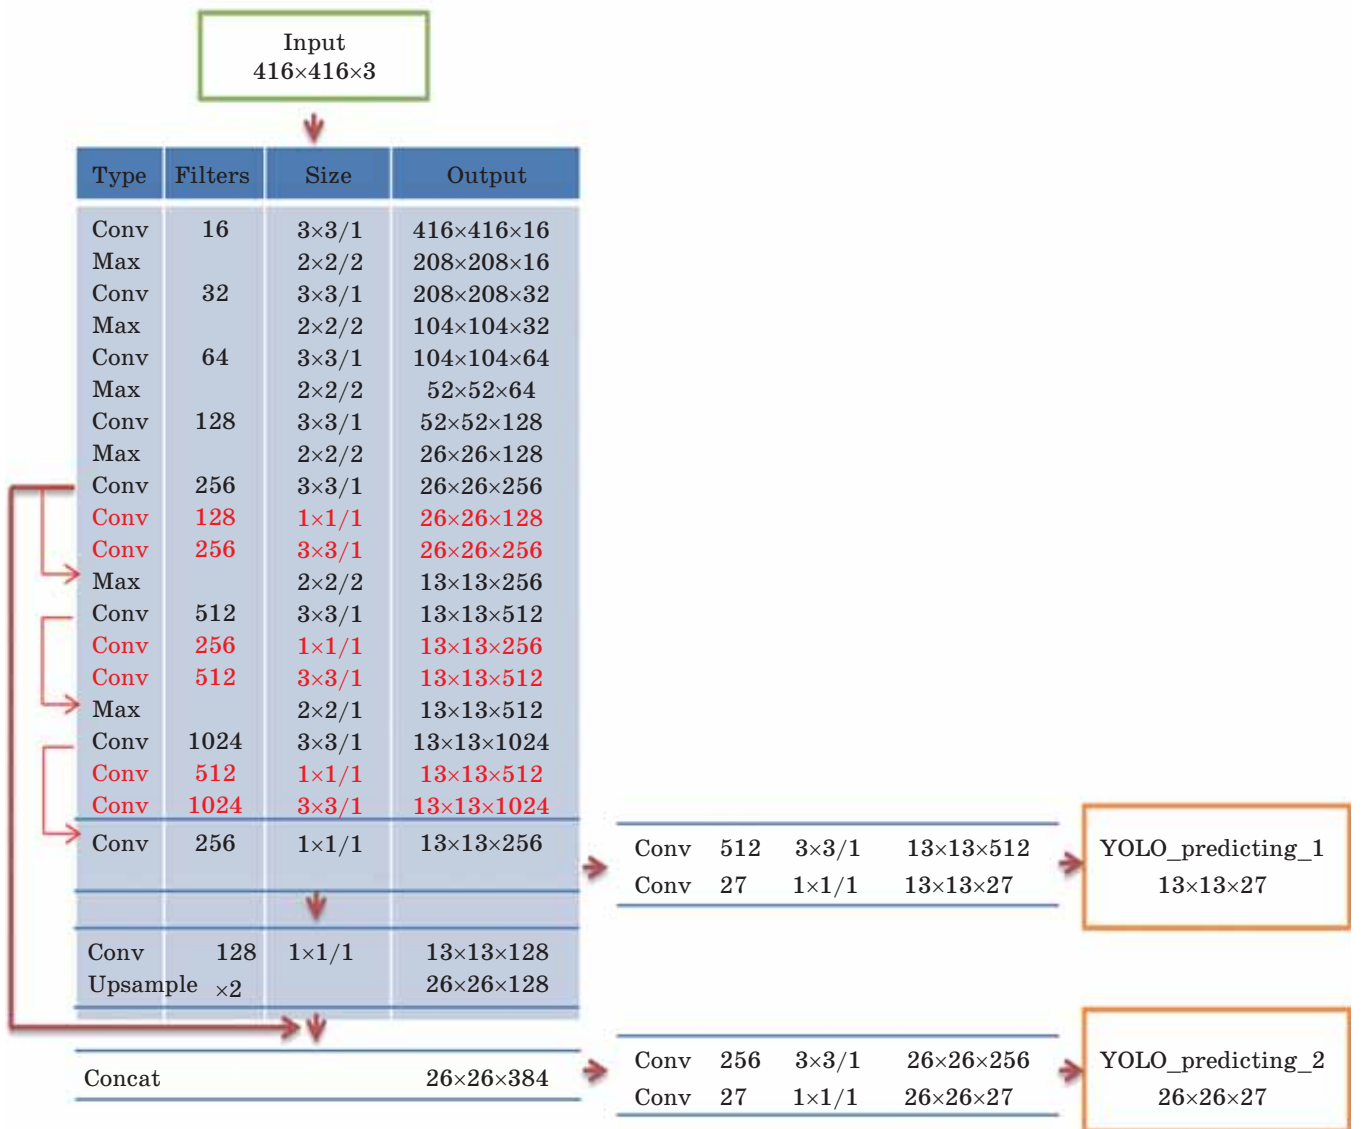 Input
416×416×3
Type Filters Size Output
Conv 16 3×3/1 416×416×16
Max 2×2/2 208×208×16
Conv 32 3×3/1 208×208×32
Max 2×2/2 104×104×32
Conv 64 3×3/1 104×104×64
Max 2×2/2 52×52×64
Conv 128 3×3/1 52×52×128
Max 2×2/2 26×26×128
Conv 256 3×3/1 26×26×256
Conv 128 1×1/1 26×26×128
Conv 256 3×3/1 26×26×256
Max 2×2/2 13×13×256
Conv 512 3×3/1 13×13×512
Conv 256 1×1/1 13×13×256
Conv 512 3×3/1 13×13×512
Max 2×2/1 13×13×512
Conv 1024 3×3/1 13×13×1024
Conv 512 1×1/1 13×13×512
Conv 1024 3×3/1 13×13×1024
Conv 256 1×1/1 13×13×256
Conv 512 3×3/1 13×13×512
Conv 27 1×1/1 13×13×27
YOLO_predicting_1
13×13×27
Conv 128 1×1/1 13×13×128
Upsample ×2 26×26×128
Concat 26×26×384
Conv 256 3×3/1 26×26×256
Conv 27 1×1/1 26×26×27
YOLO_predicting_2
26×26×27